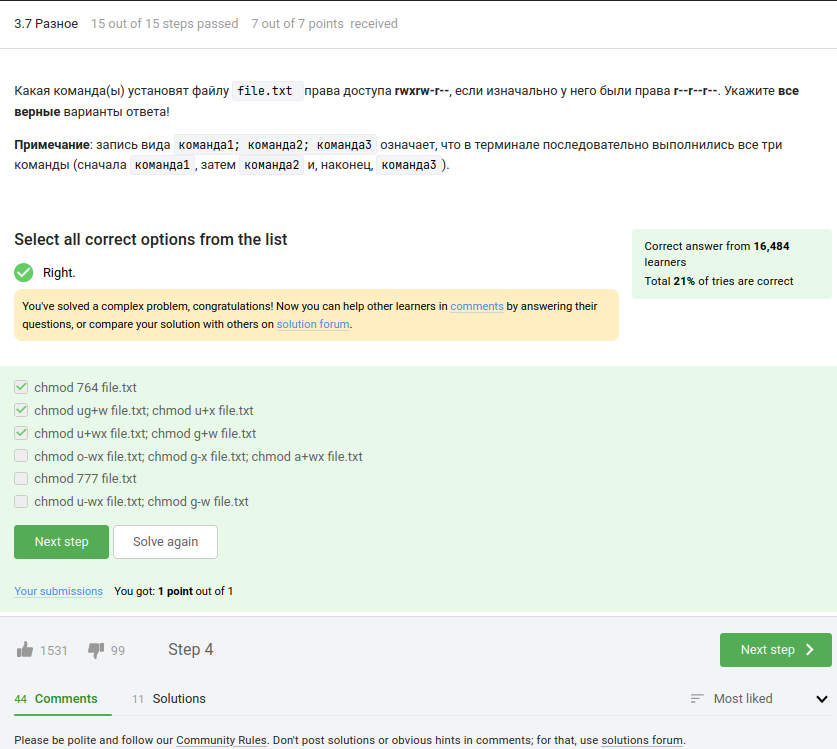 3.7 Разное 15 out of 15 steps passed 7 out of 7 points received
Какая команда(ы) установят файлу file.txt права доступа rwxrw-r--, если изначально у него были права r--r--r--. Укажите все
верные варианты ответа!
Примечание: запись вида команда1; команда2; команда3 означает, что в терминале последовательно выполнились все три
команды (сначала команда1, затем команда2 и, наконец, команда3).
Select all correct options from the list
Correct answer from 16,484
learners
Total 21% of tries are correct
Right.
You've solved a complex problem, congratulations! Now you can help other learners in comments by answering their
questions, or compare your solution with others on solution forum.
chmod 764 file.txt
chmod ug+w file.txt; chmod u+x file.txt
chmod u+wx file.txt; chmod g+w file.txt
chmod o-wx file.txt; chmod g-x file.txt; chmod a+wx file.txt
chmod 777 file.txt
chmod u-wx file.txt; chmod g-w file.txt
Next step Solve again
Your submissions You got: 1 point out of 1
1531 99 Step 4 Next step
44 Comments 11 Solutions Most liked
Please be polite and follow our Community Rules. Don't post solutions or obvious hints in comments; for that, use solutions forum.